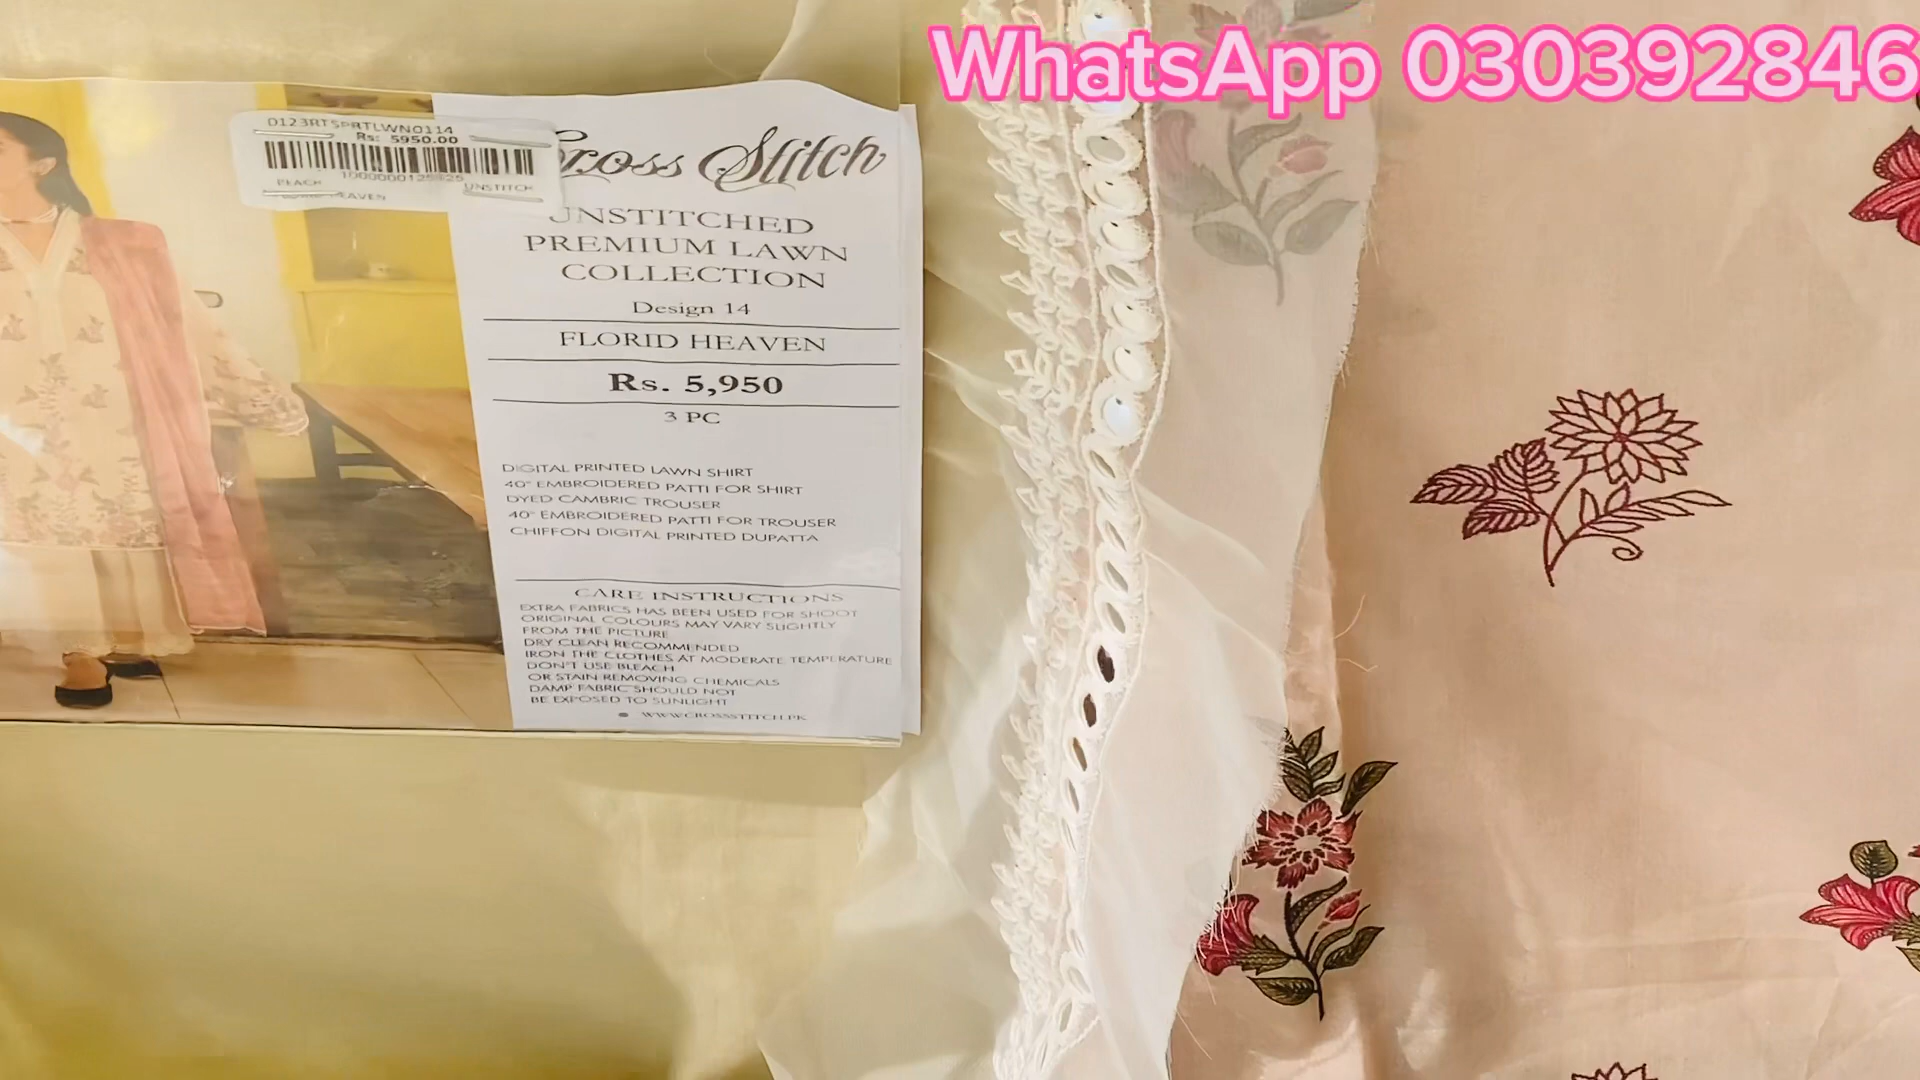 WhatsApp 030392846
D123RTSPRTLWN0114
Rs: 5950.00
PEACH
UNSTITCH
Cross Stitch
UNSTITCHED
PREMIUM LAWN
COLLECTION
Design 14
FLORID HEAVEN
Rs. 5,950
3 PC
DIGITAL PRINTED LAWN SHIRT
40" EMBROIDERED PATTI FOR SHIRT
DYED CAMBRIC TROUSER
40" EMBROIDERED PATTI FOR TROUSER
CHIFFON DIGITAL PRINTED DUPATTA
CARE INSTRUCTIONS
EXTRA FABRICS HAS BEEN USED FOR SHOOT
ORIGINAL COLOURS MAY VARY SLIGHTLY
FROM THE PICTURE
DRY CLEAN RECOMMENDED
IRON THE CLOTHES AT MODERATE TEMPERATURE
DON'T USE BLEACH
OR STAIN REMOVING CHEMICALS
DAMP FABRIC SHOULD NOT
BE EXPOSED TO SUNLIGHT
WWW.CROSSSTITCH.PK